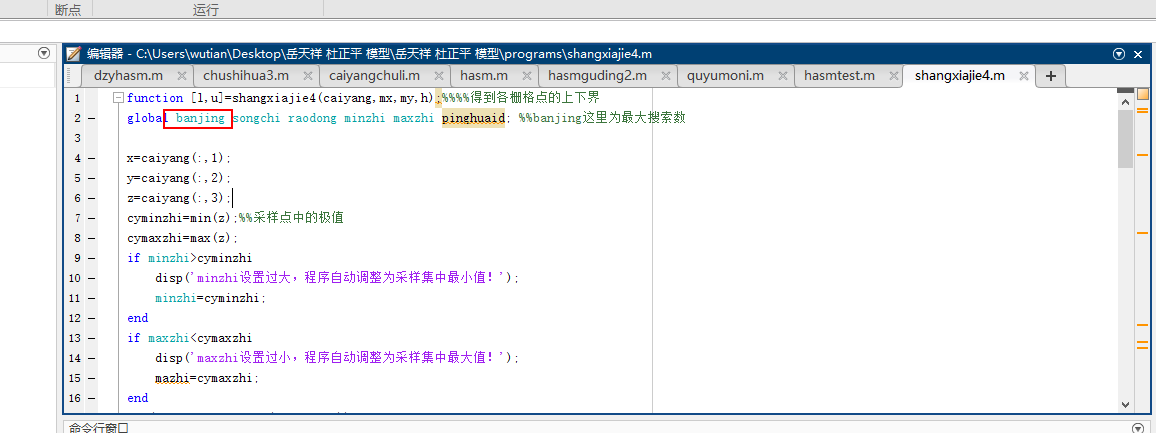 断点 运行
编辑器 - C:\Users\wutian\Desktop\岳天祥 杜正平 模型\岳天祥 杜正平 模型\programs\shangxiajie4.m
dzyhasm.m chushihua3.m caiyangchuli.m hasm.m hasmguding2.m quyumoni.m hasmtest.m shangxiajie4.m
1 function [l,u]=shangxiajie4(caiyang,mx,my,h);%%%%得到各栅格点的上下界
2 global banjing songchi raodong minzhi maxzhi pinghuaid; %%banjing这里为最大搜索数
3
4 x=caiyang(:,1);
5 y=caiyang(:,2);
6 z=caiyang(:,3);
7 cyminzhi=min(z);%%采样点中的极值
8 cymaxzhi=max(z);
9 if minzhi>cyminzhi
10 disp('minzhi设置过大，程序自动调整为采样集中最小值！');
11 minzhi=cyminzhi;
12 end
13 if maxzhi<cymaxzhi
14 disp('maxzhi设置过小，程序自动调整为采样集中最大值！');
15 mazhi=cymaxzhi;
16 end
命令行窗口